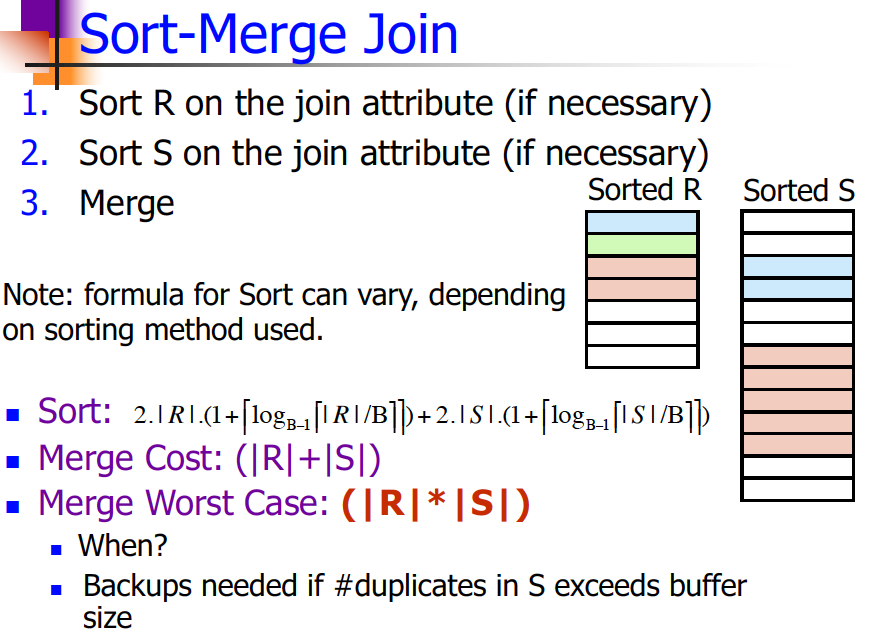 Sort-Merge Join
1. Sort R on the join attribute (if necessary)
2. Sort S on the join attribute (if necessary)
3. Merge
Sorted R
Sorted S
Note: formula for Sort can vary, depending
on sorting method used.
Sort: 2.|R|.(1+⌈log_{B-1}⌈|R|/B⌉⌉)+2.|S|.(1+⌈log_{B-1}⌈|S|/B⌉⌉)
Merge Cost: (|R|+|S|)
Merge Worst Case: (|R|*|S|)
When?
Backups needed if #duplicates in S exceeds buffer
size